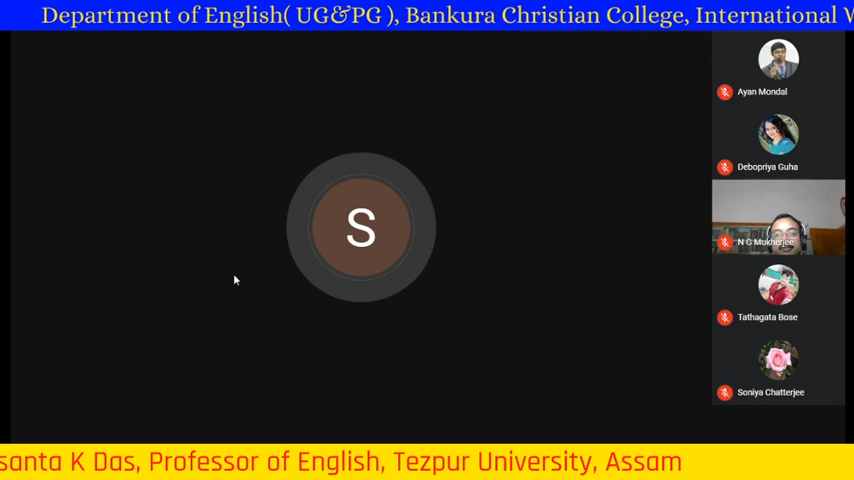 Department of English( UG&PG ), Bankura Christian College, International
S
Ayan Mondal
Debopriya Guha
N G Mukherjee
Tathagata Bose
Soniya Chatterjee
santa K Das, Professor of English, Tezpur University, Assam